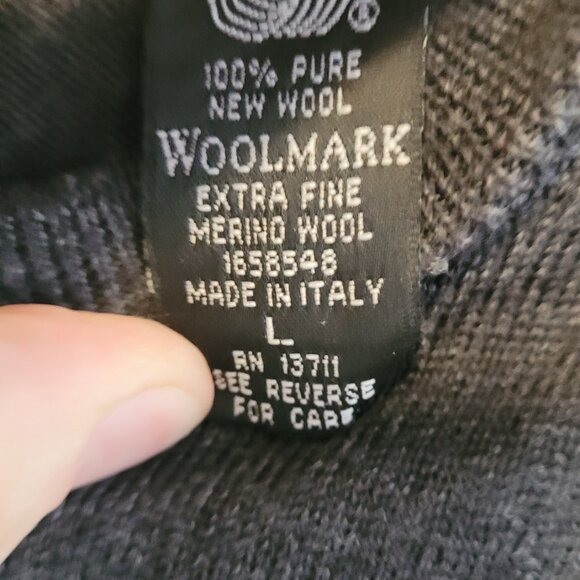 ®
100% PURE
NEW WOOL
WOOLMARK
EXTRA FINE
MERINO WOOL
1658548
MADE IN ITALY
L
RN 13711
SEE REVERSE
FOR CARE